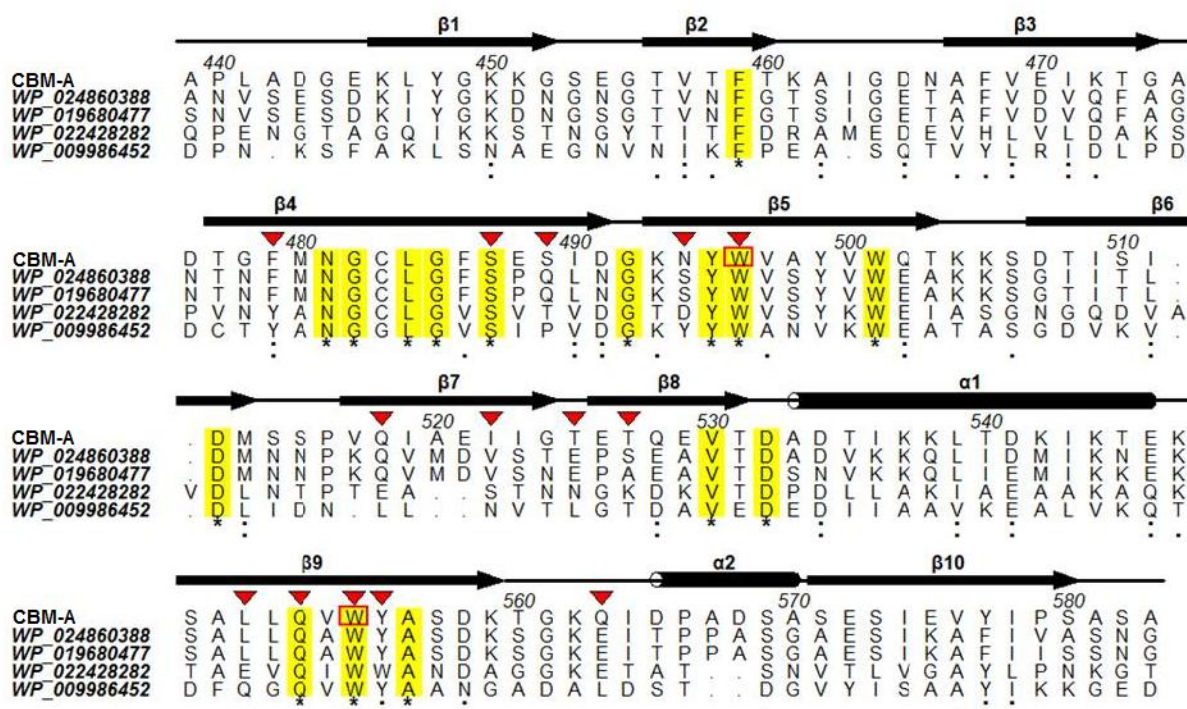 β1 β2 β3
440 450 460 470
CBM-A A P L A D G E K L Y G K K G S E G T V T F T K A I G D N A F V E I K T G A
WP_024860388 A N V S E S D K I Y G K D N G N G T V N F G T S I G E T A F V D V Q F A G
WP_019680477 S N V S E S D K I Y G K D N G S G T V N F G T S I G E T A F V D V Q F A G
WP_022428282 Q P E N G T A G Q I K K S T N G Y T I T F D R A M E D E V H L V L D A K S
WP_009986452 D P N . K S F A K L S N A E G N V N I K F P E A . S Q T V Y L R I D L P D
: : : * : : : : : :
β4 β5 β6
480 490 500 510
CBM-A D T G F M N G C L G F S E S I D G K N Y W V A Y V W Q T K K S D T I S I .
WP_024860388 N T N F M N G C L G F S P Q L N G K S Y W V S Y V W E A K K S G I I T L .
WP_019680477 N T N F M N G C L G F S P Q L N G K S Y W V S Y V W E A K K S G T I T L .
WP_022428282 P V N Y A N G C L G V S V T V D G T D Y W V S Y K W E I A S G N G Q D V A
WP_009986452 D C T Y A N G G L G V S I P V D G K Y Y W A N V K W E A T A S G D V K V .
: * * * * : * : : * : * * : * : : :
β7 β8 α1
520 530 540
CBM-A . D M S S P V Q I A E I I G T E T Q E V T D A D T I K K L T D K I K T E K
WP_024860388 . D M N N P K Q V M D V S T E P S E A V T D A D V K K Q L I D M I K N E K
WP_019680477 . D M N N P K Q V M D V S N E P A E A V T D S N V K K Q L I E M I K K E K
WP_022428282 V D L N T P T E A . . S T N N G K D K V T D P D L L A K I A E A A K A Q K
WP_009986452 . D L I D N . L L . . N V T L G T D A V E D E D I I A A V K E A L V K Q T
* : : * * : : : : :
β9 α2 β10
560 570 580
CBM-A S A L L Q V W Y A S D K T G K Q I D P A D S A S E S I E V Y I P S A S A
WP_024860388 S A L L Q A W Y A S D K S G K E I T P P A S G A E S I K A F I V A S N G
WP_019680477 S A L L Q A W Y A S D K S G K E I T P P A S G A E S I K A F I I S S N G
WP_022428282 T A E V Q I W W A N D A G G K E T A T . . S N V T L V G A Y L P N K G T
WP_009986452 D F Q G Q V W Y A A N G A D A L D S T . . D G V Y I S A A Y I K K G E D
* * : * : : :